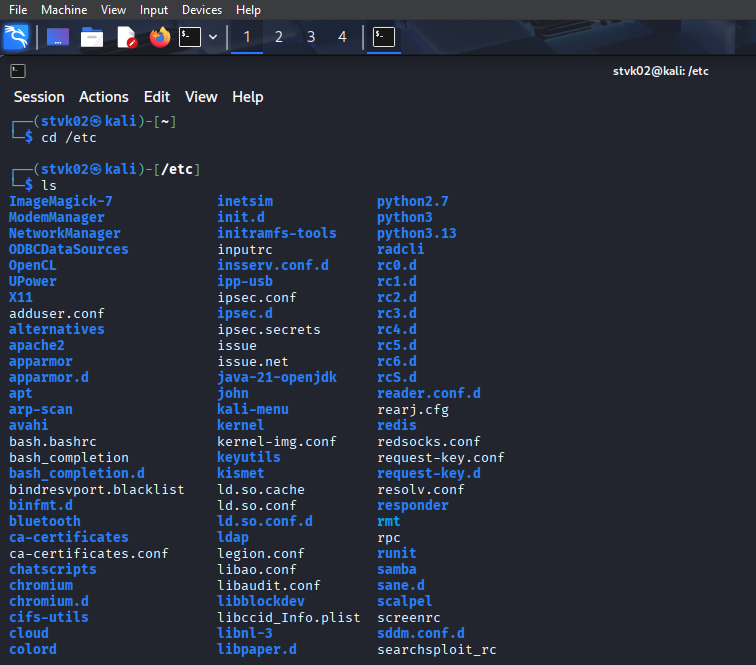 File Machine View Input Devices Help
1 2 3 4
stvk02@kali: /etc
Session Actions Edit View Help
┌──(stvk02㉿kali)-[~]
└─$ cd /etc
┌──(stvk02㉿kali)-[/etc]
└─$ ls
ImageMagick-7 inetsim python2.7
ModemManager init.d python3
NetworkManager initramfs-tools python3.13
ODBCDataSources inputrc radcli
OpenCL insserv.conf.d rc0.d
UPower ipp-usb rc1.d
X11 ipsec.conf rc2.d
adduser.conf ipsec.d rc3.d
alternatives ipsec.secrets rc4.d
apache2 issue rc5.d
apparmor issue.net rc6.d
apparmor.d java-21-openjdk rcS.d
apt john reader.conf.d
arp-scan kali-menu rearj.cfg
avahi kernel redis
bash.bashrc kernel-img.conf redsocks.conf
bash_completion keyutils request-key.conf
bash_completion.d kismet request-key.d
bindresvport.blacklist ld.so.cache resolv.conf
binfmt.d ld.so.conf responder
bluetooth ld.so.conf.d rmt
ca-certificates ldap rpc
ca-certificates.conf legion.conf runit
chatscripts libao.conf samba
chromium libaudit.conf sane.d
chromium.d libblockdev scalpel
cifs-utils libccid_Info.plist screenrc
cloud libnl-3 sddm.conf.d
colord libpaper.d searchsploit_rc